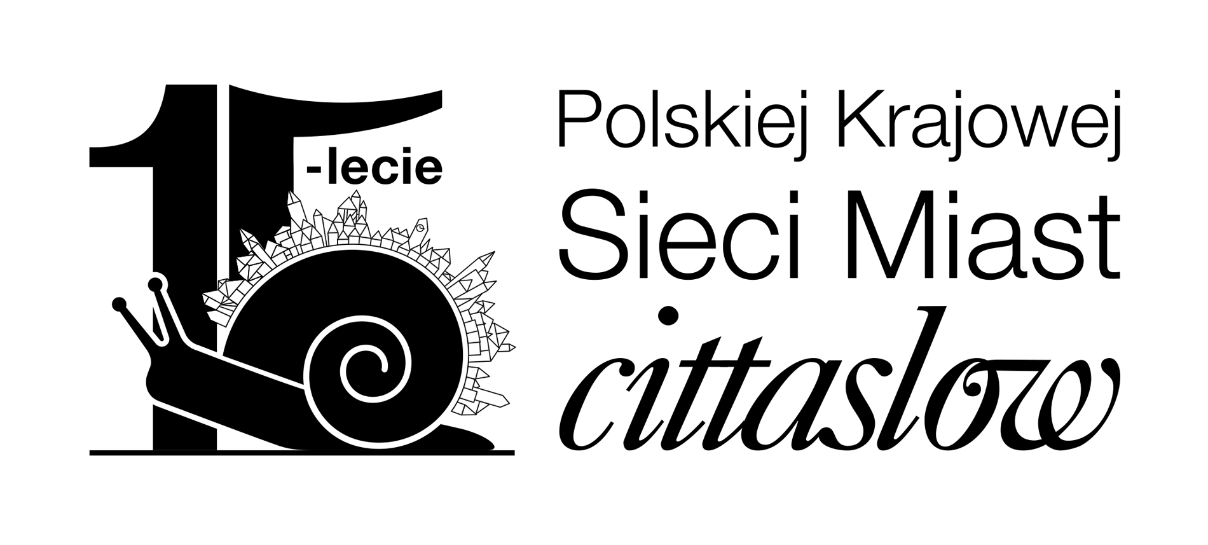 15
-lecie
Polskiej Krajowej
Sieci Miast
cittaslow